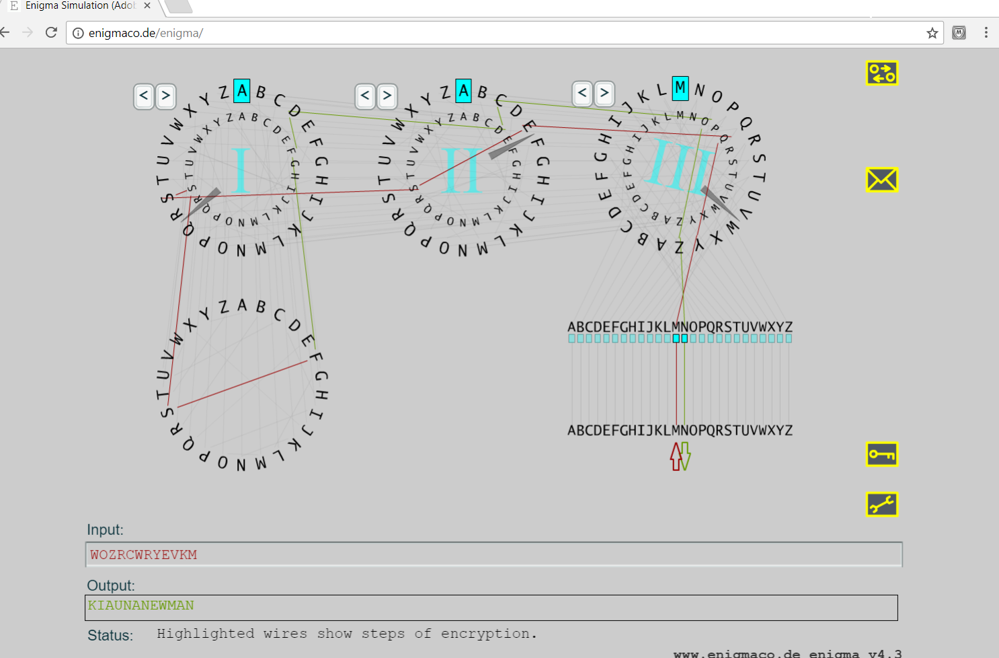 E Enigma Simulation (Adob ×
enigmaco.de/enigma/
< > < > < >
A B C D E F G H I J K L M N O P Q R S T U V W X Y Z
A B C D E F G H I J K L M N O P Q R S T U V W X Y Z
I
A B C D E F G H I J K L M N O P Q R S T U V W X Y Z
A B C D E F G H I J K L M N O P Q R S T U V W X Y Z
II
M N O P Q R S T U V W X Y Z A B C D E F G H I J K L
M N O P Q R S T U V W X Y Z A B C D E F G H I J K L
III
A B C D E F G H I J K L M N O P Q R S T U V W X Y Z
ABCDEFGHIJKLMNOPQRSTUVWXYZ
ABCDEFGHIJKLMNOPQRSTUVWXYZ
Input:
WOZRCWRYEVKM
Output:
KIAUNANEWMAN
Status: Highlighted wires show steps of encryption.
www.enigmaco.de enigma v4.3